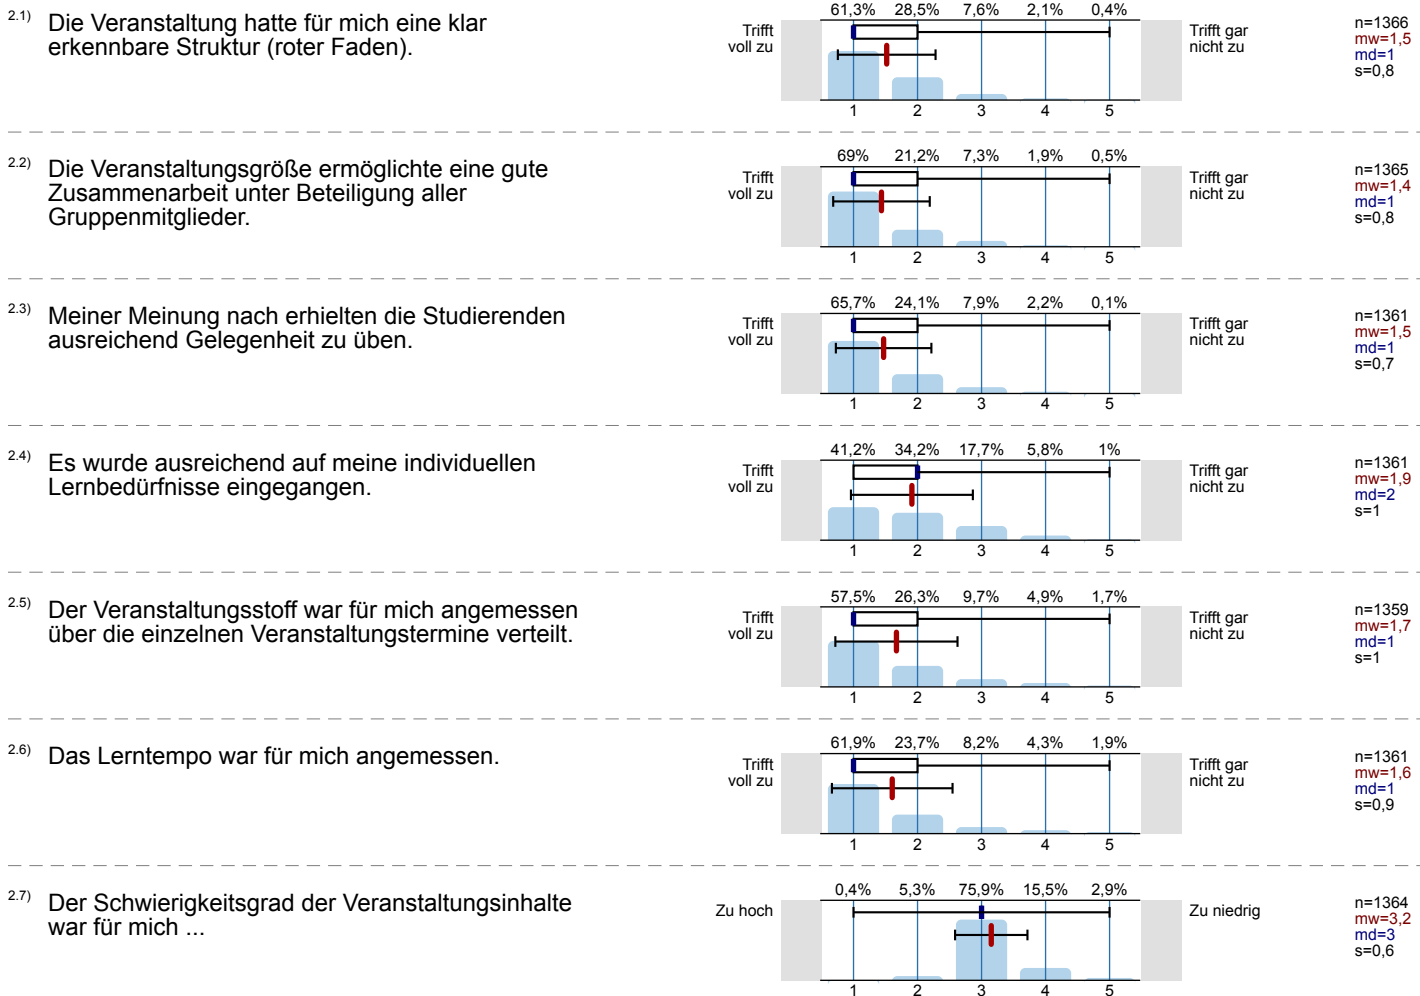 2.1) Die Veranstaltung hatte für mich eine klar
erkennbare Struktur (roter Faden).
61,3% 28,5% 7,6% 2,1% 0,4%
Trifft
voll zu
Trifft gar
nicht zu
1 2 3 4 5
n=1366
mw=1,5
md=1
s=0,8
2.2) Die Veranstaltungsgröße ermöglichte eine gute
Zusammenarbeit unter Beteiligung aller
Gruppenmitglieder.
69% 21,2% 7,3% 1,9% 0,5%
Trifft
voll zu
Trifft gar
nicht zu
1 2 3 4 5
n=1365
mw=1,4
md=1
s=0,8
2.3) Meiner Meinung nach erhielten die Studierenden
ausreichend Gelegenheit zu üben.
65,7% 24,1% 7,9% 2,2% 0,1%
Trifft
voll zu
Trifft gar
nicht zu
1 2 3 4 5
n=1361
mw=1,5
md=1
s=0,7
2.4) Es wurde ausreichend auf meine individuellen
Lernbedürfnisse eingegangen.
41,2% 34,2% 17,7% 5,8% 1%
Trifft
voll zu
Trifft gar
nicht zu
1 2 3 4 5
n=1361
mw=1,9
md=2
s=1
2.5) Der Veranstaltungsstoff war für mich angemessen
über die einzelnen Veranstaltungstermine verteilt.
57,5% 26,3% 9,7% 4,9% 1,7%
Trifft
voll zu
Trifft gar
nicht zu
1 2 3 4 5
n=1359
mw=1,7
md=1
s=1
2.6) Das Lerntempo war für mich angemessen.
61,9% 23,7% 8,2% 4,3% 1,9%
Trifft
voll zu
Trifft gar
nicht zu
1 2 3 4 5
n=1361
mw=1,6
md=1
s=0,9
2.7) Der Schwierigkeitsgrad der Veranstaltungsinhalte
war für mich ...
0,4% 5,3% 75,9% 15,5% 2,9%
Zu hoch
Zu niedrig
1 2 3 4 5
n=1364
mw=3,2
md=3
s=0,6